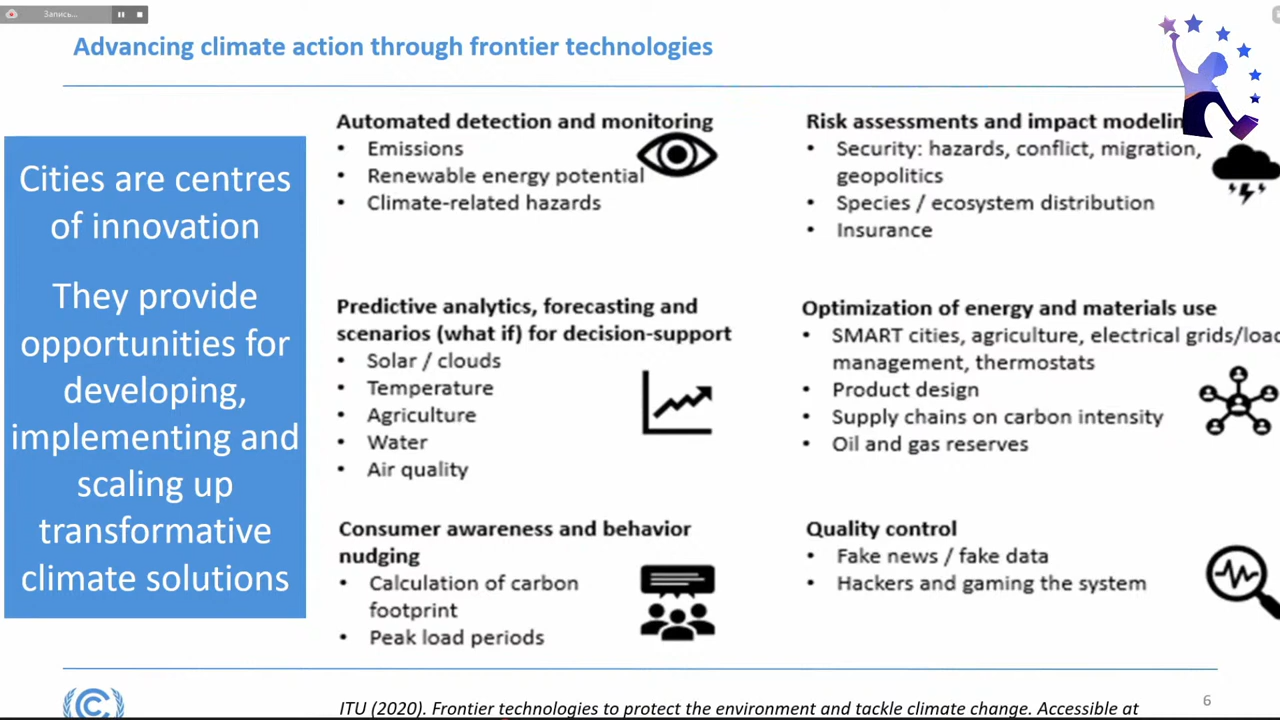 Запись...
Advancing climate action through frontier technologies
Cities are centres
of innovation
They provide
opportunities for
developing,
implementing and
scaling up
transformative
climate solutions
Automated detection and monitoring
• Emissions
• Renewable energy potential
• Climate-related hazards
Risk assessments and impact modelin
• Security: hazards, conflict, migration,
geopolitics
• Species / ecosystem distribution
• Insurance
Predictive analytics, forecasting and
scenarios (what if) for decision-support
• Solar / clouds
• Temperature
• Agriculture
• Water
• Air quality
Optimization of energy and materials use
• SMART cities, agriculture, electrical grids/load
management, thermostats
• Product design
• Supply chains on carbon intensity
• Oil and gas reserves
Consumer awareness and behavior
nudging
• Calculation of carbon
footprint
• Peak load periods
Quality control
• Fake news / fake data
• Hackers and gaming the system
ITU (2020). Frontier technologies to protect the environment and tackle climate change. Accessible at
6